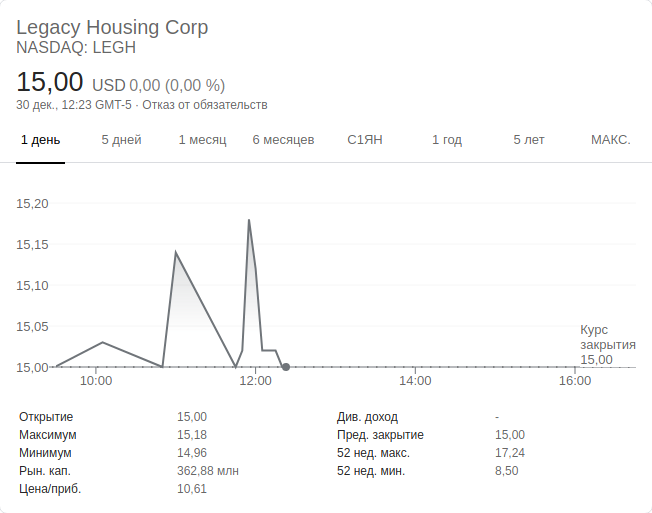 Legacy Housing Corp
NASDAQ: LEGH
15,00 USD 0,00 (0,00 %)
30 дек., 12:23 GMT-5 · Отказ от обязательств
1 день 5 дней 1 месяц 6 месяцев С1ЯН 1 год 5 лет МАКС.
15,20
15,15
15,10
15,05
15,00
Курс
закрытия
15,00
10:00 12:00 14:00 16:00
Открытие 15,00 Див. доход -
Максимум 15,18 Пред. закрытие 15,00
Минимум 14,96 52 нед. макс. 17,24
Рын. кап. 362,88 млн 52 нед. мин. 8,50
Цена/приб. 10,61